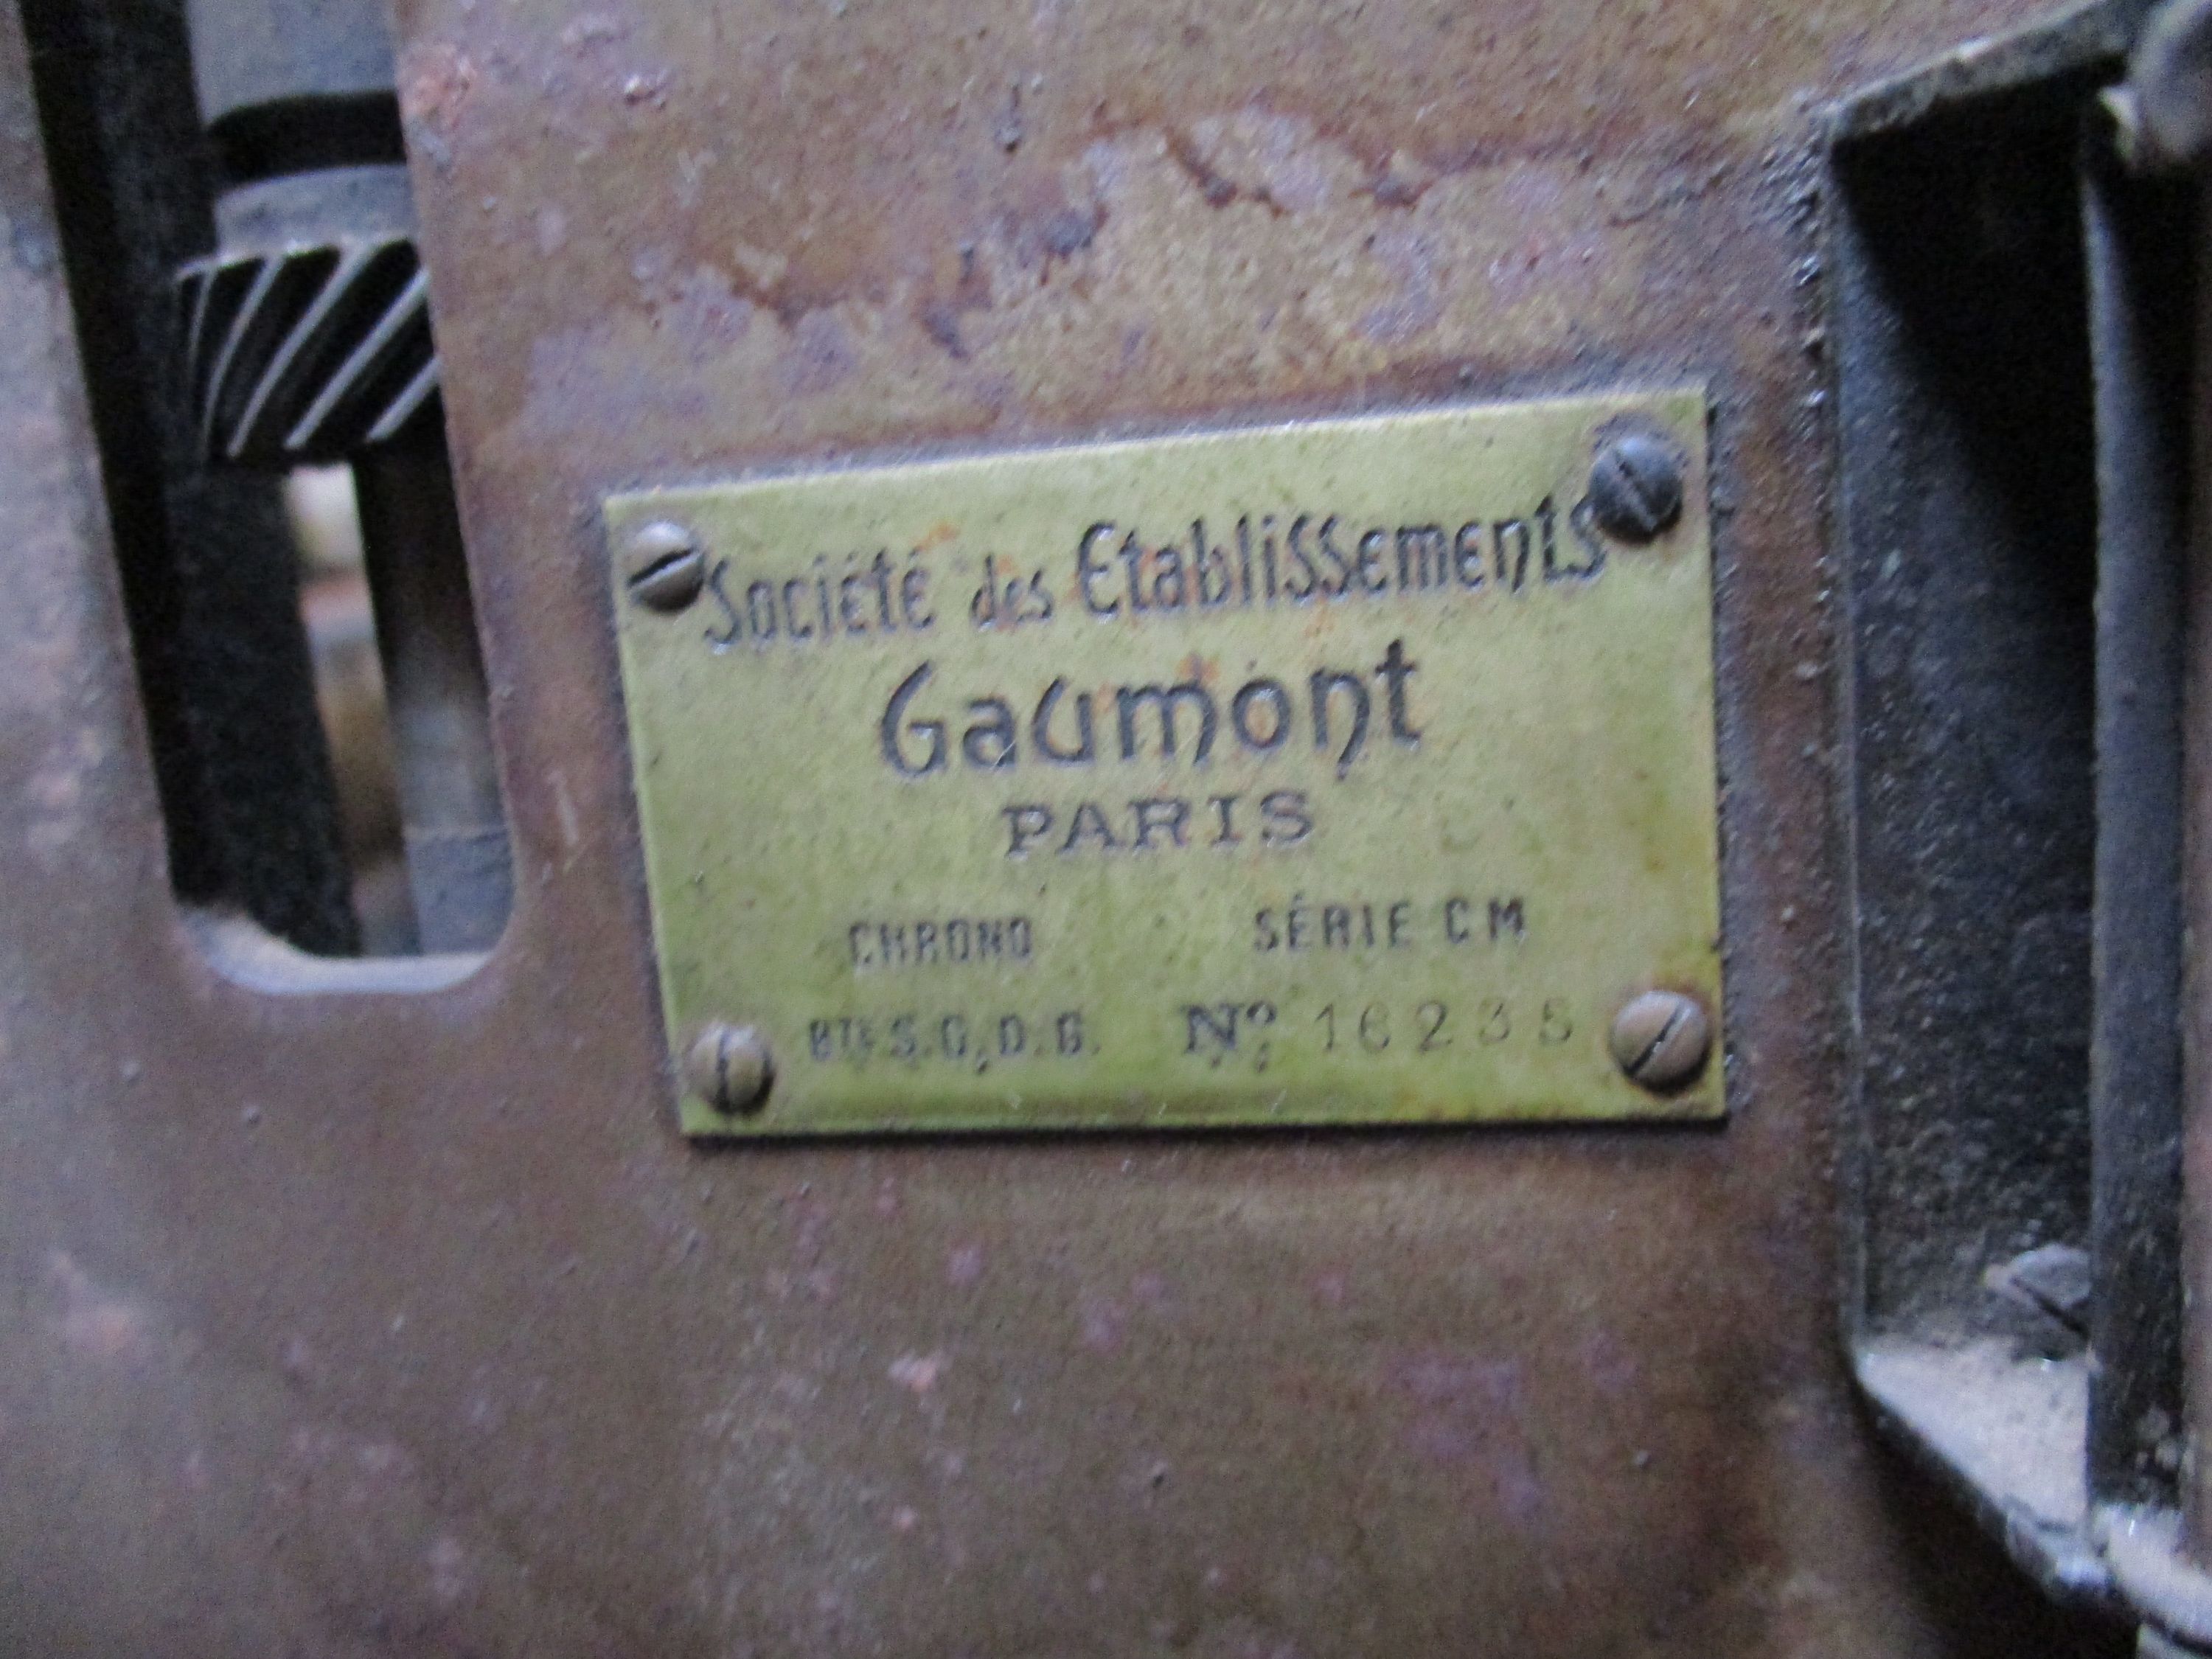 Société des Etablissements
Gaumont
PARIS
CHRONO SÉRIE CM
BTÉ S.G.D.G. Nº 16235